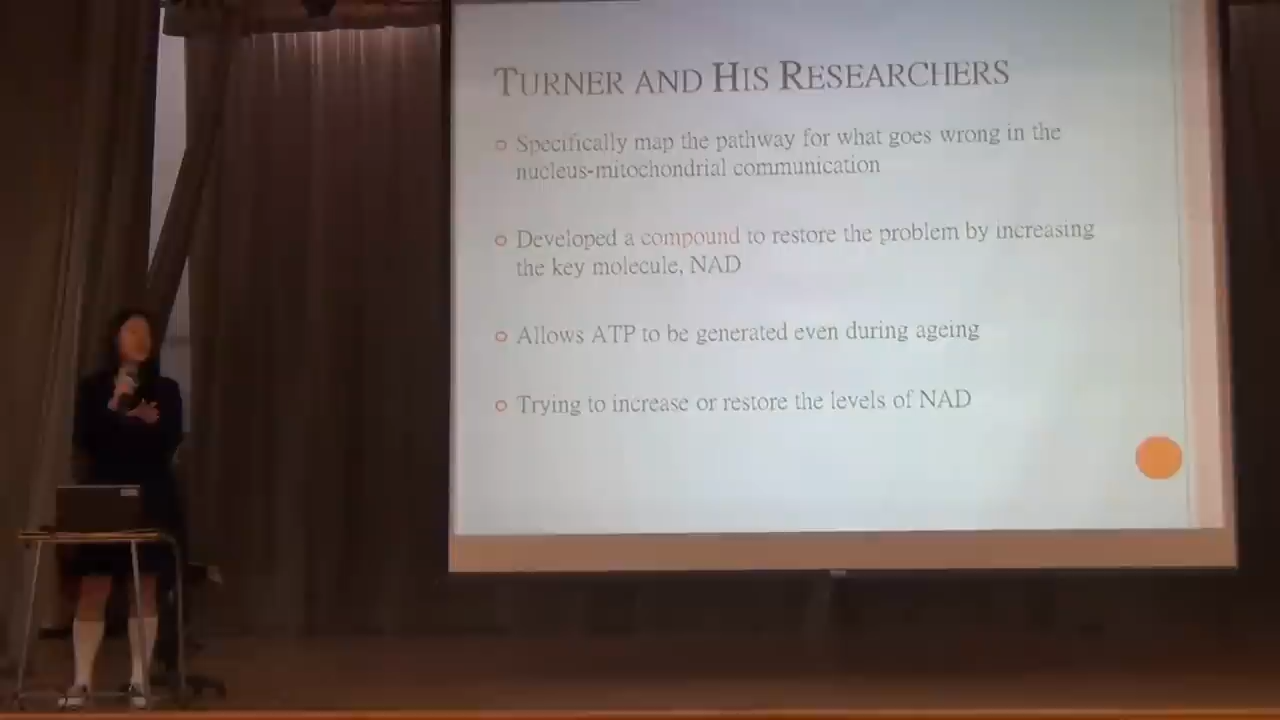 TURNER AND HIS RESEARCHERS
Specifically map the pathway for what goes wrong in the
nucleus-mitochondrial communication
Developed a compound to restore the problem by increasing
the key molecule, NAD
Allows ATP to be generated even during ageing
Trying to increase or restore the levels of NAD